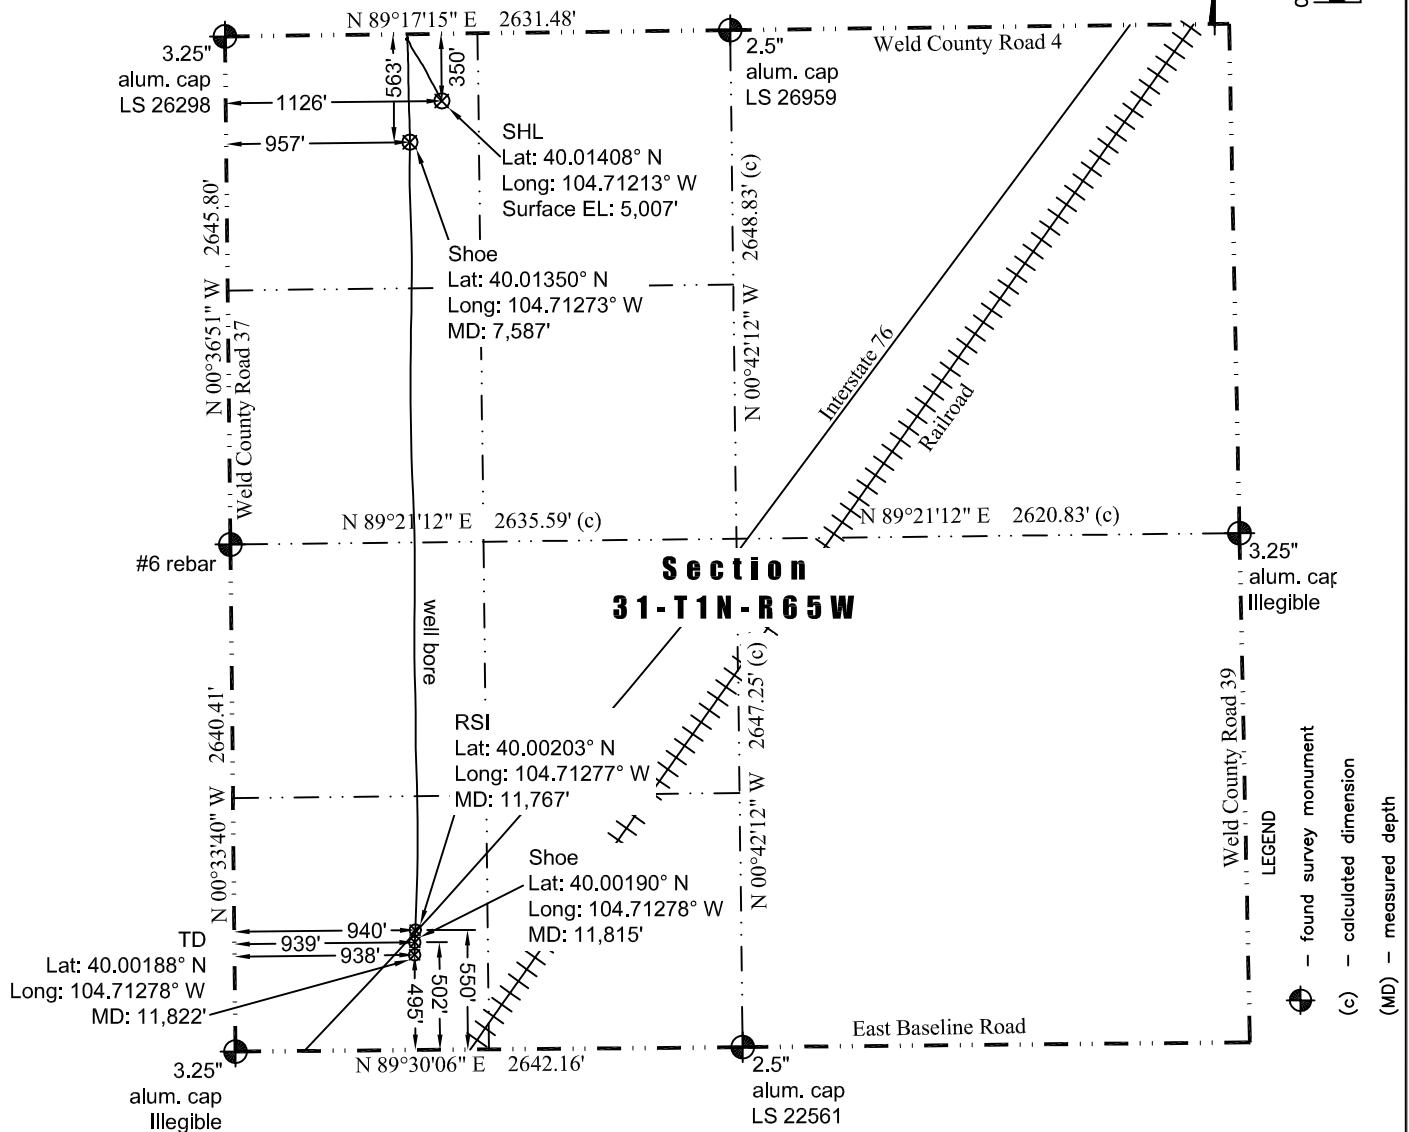 N 89°17'15" E 2631.48'
3.25"
alum. cap
LS 26298
2.5"
alum. cap
LS 26959
Weld County Road 4
563'
350'
1126'
957'
SHL
Lat: 40.01408° N
Long: 104.71213° W
Surface EL: 5,007'
Shoe
Lat: 40.01350° N
Long: 104.71273° W
MD: 7,587'
N 00°36'51" W 2645.80'
Weld County Road 37
N 00°42'12" W 2648.83' (c)
Interstate 76
Railroad
N 89°21'12" E 2635.59' (c)
N 89°21'12" E 2620.83' (c)
#6 rebar
3.25"
alum. cap
Illegible
Section
31-T1N-R65W
well bore
RSI
Lat: 40.00203° N
Long: 104.71277° W
MD: 11,767'
N 00°33'40" W 2640.41'
N 00°42'12" W 2647.25' (c)
Weld County Road 39
Shoe
Lat: 40.00190° N
Long: 104.71278° W
MD: 11,815'
940'
939'
938'
TD
Lat: 40.00188° N
Long: 104.71278° W
MD: 11,822'
495'
502'
550'
East Baseline Road
N 89°30'06" E 2642.16'
3.25"
alum. cap
Illegible
2.5"
alum. cap
LS 22561
LEGEND
– found survey monument
(c) – calculated dimension
(MD) – measured depth